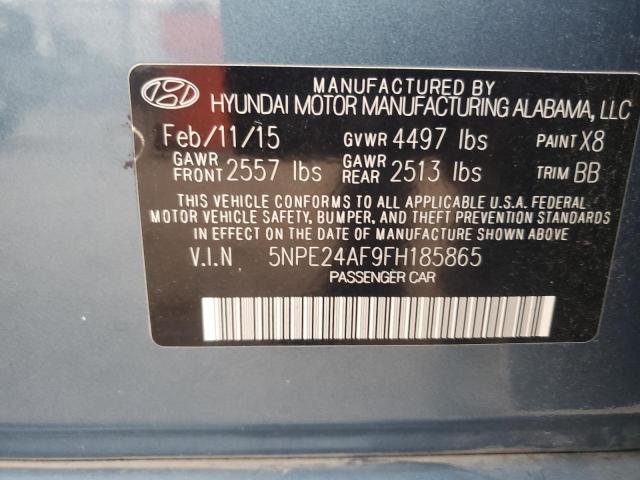 MANUFACTURED BY
HYUNDAI MOTOR MANUFACTURING ALABAMA, LLC
Feb/11/15 GVWR 4497 lbs PAINT X8
GAWR FRONT 2557 lbs GAWR REAR 2513 lbs TRIM BB
THIS VEHICLE CONFORMS TO ALL APPLICABLE U.S.A. FEDERAL
MOTOR VEHICLE SAFETY, BUMPER, AND THEFT PREVENTION STANDARDS
IN EFFECT ON THE DATE OF MANUFACTURE SHOWN ABOVE.
V.I.N 5NPE24AF9FH185865
PASSENGER CAR